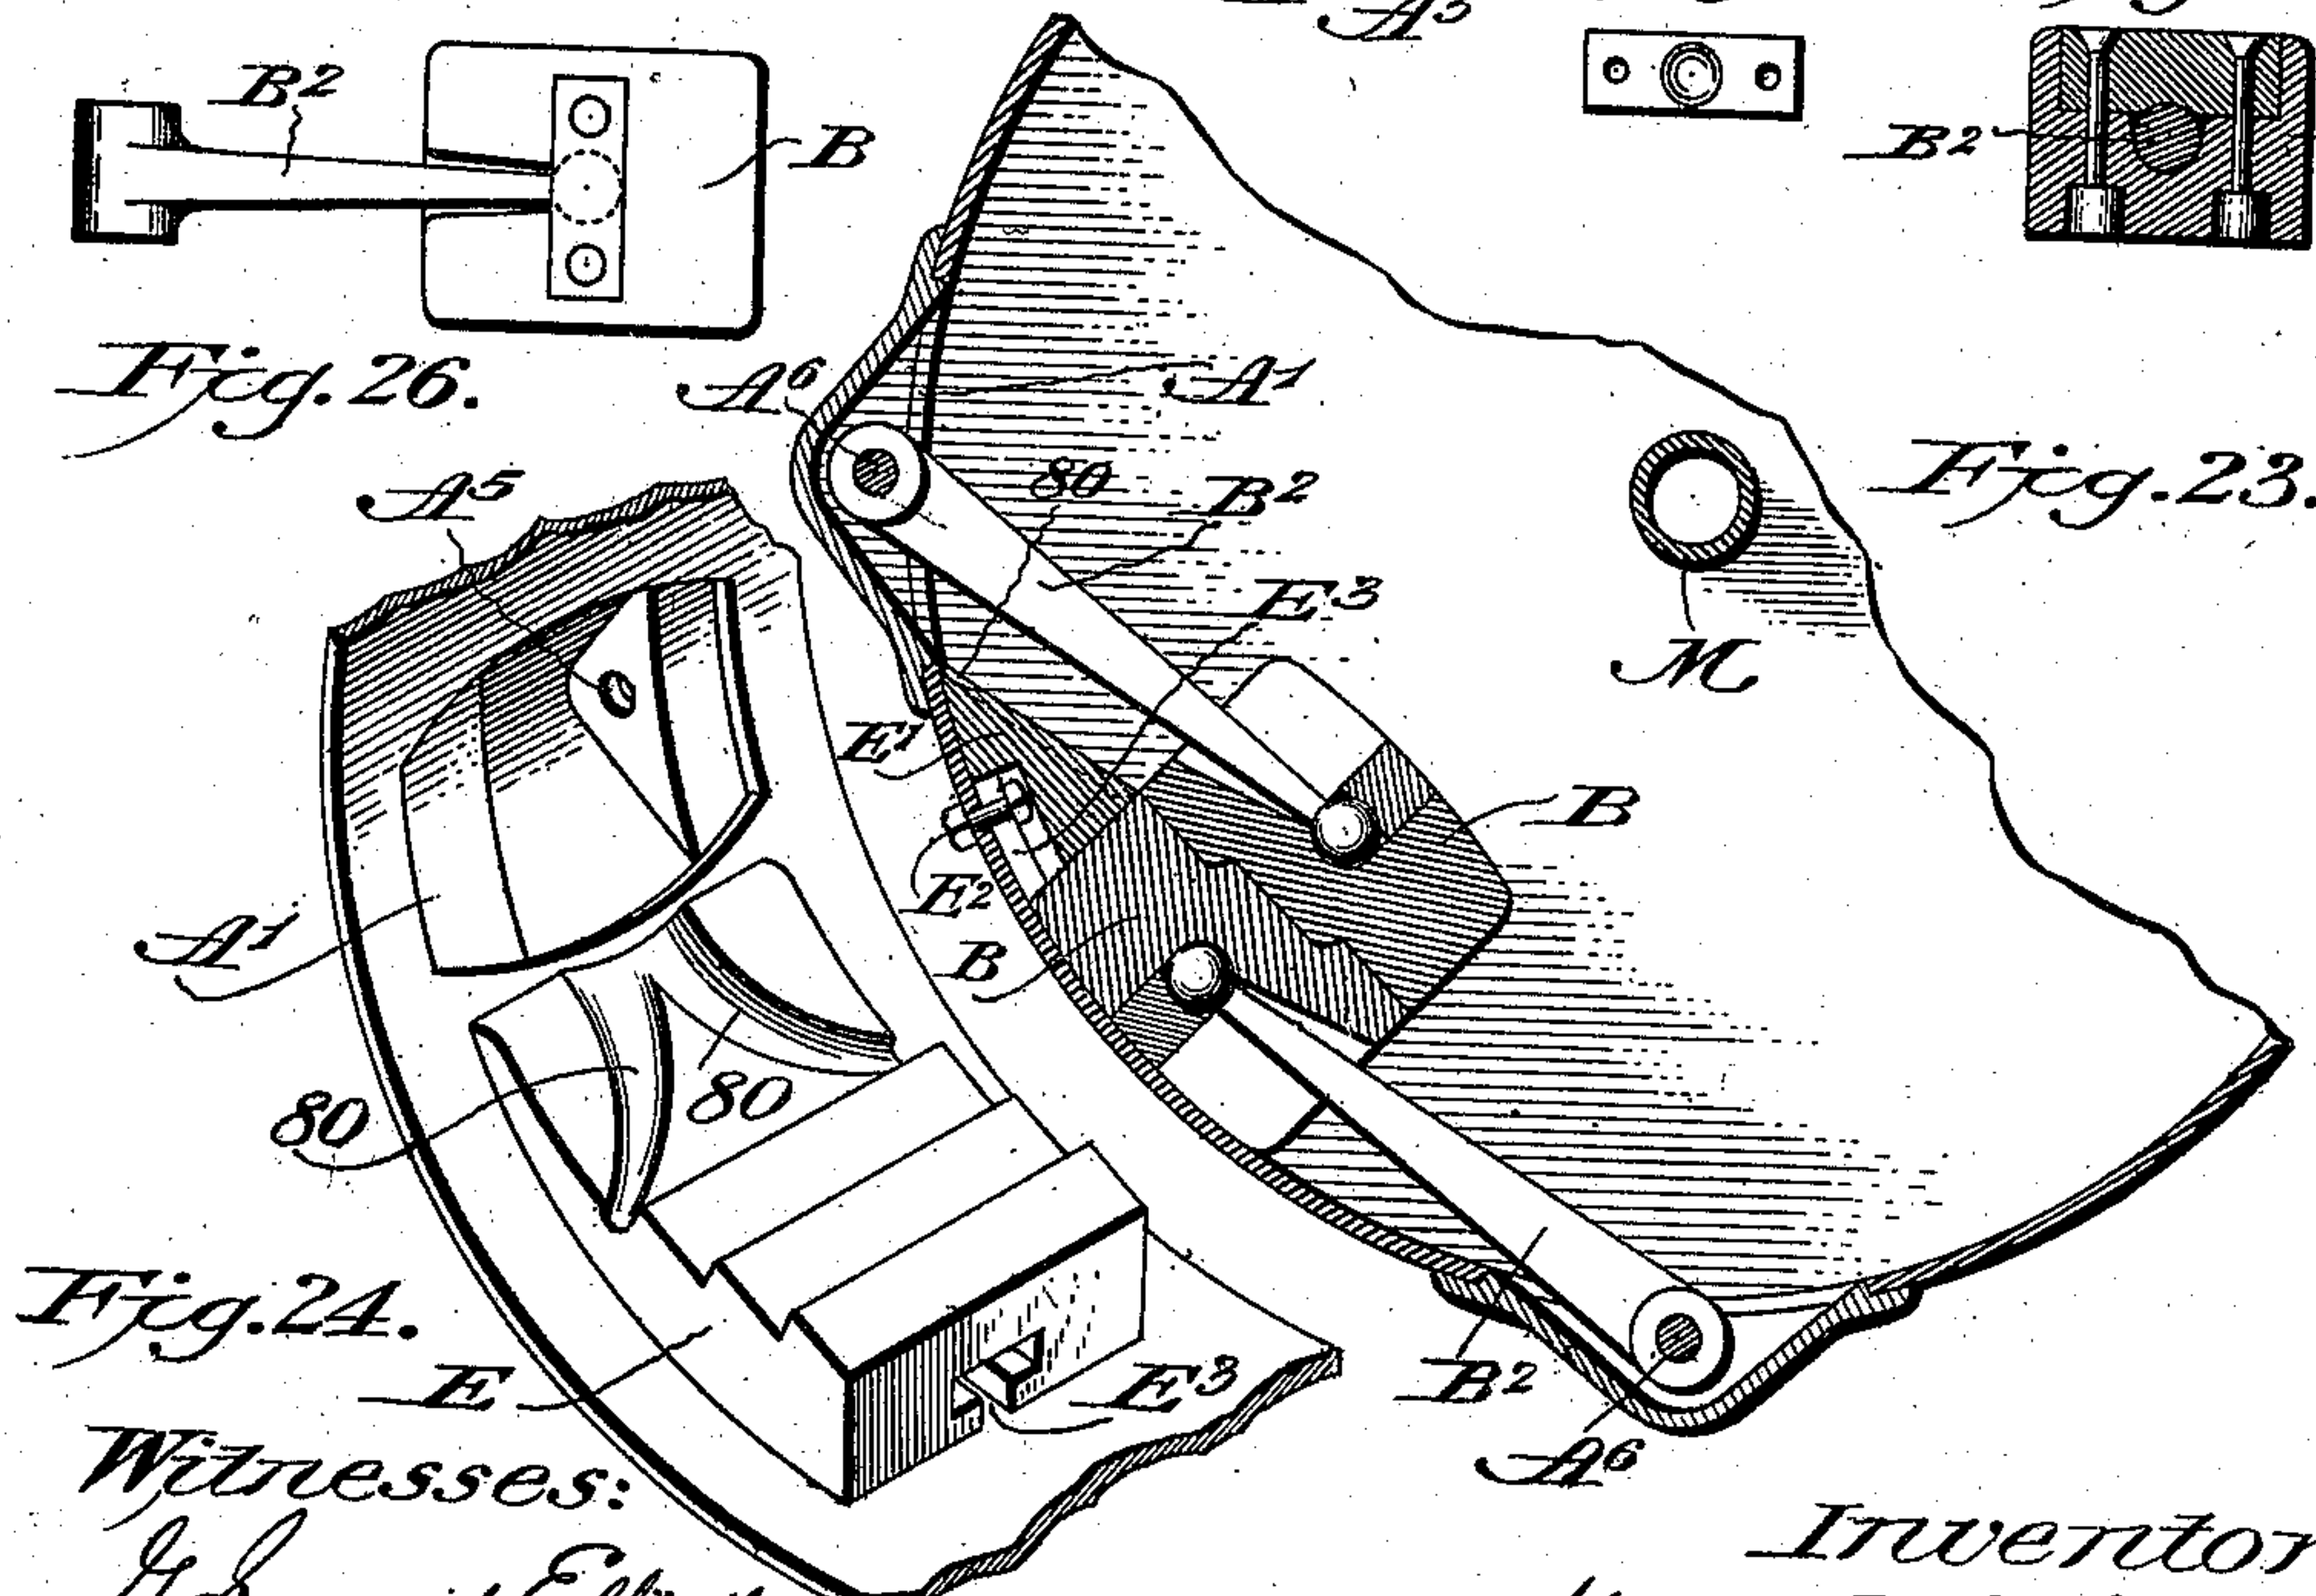 A⁵
B²
B
B²
Fig. 26.
A⁶
A¹
A⁵
80
B²
Fig. 23.
E³
M
E¹
B
E²
A¹
B
80
80
Fig. 24.
E
E³
B²
A⁶
Witnesses:
Inventor